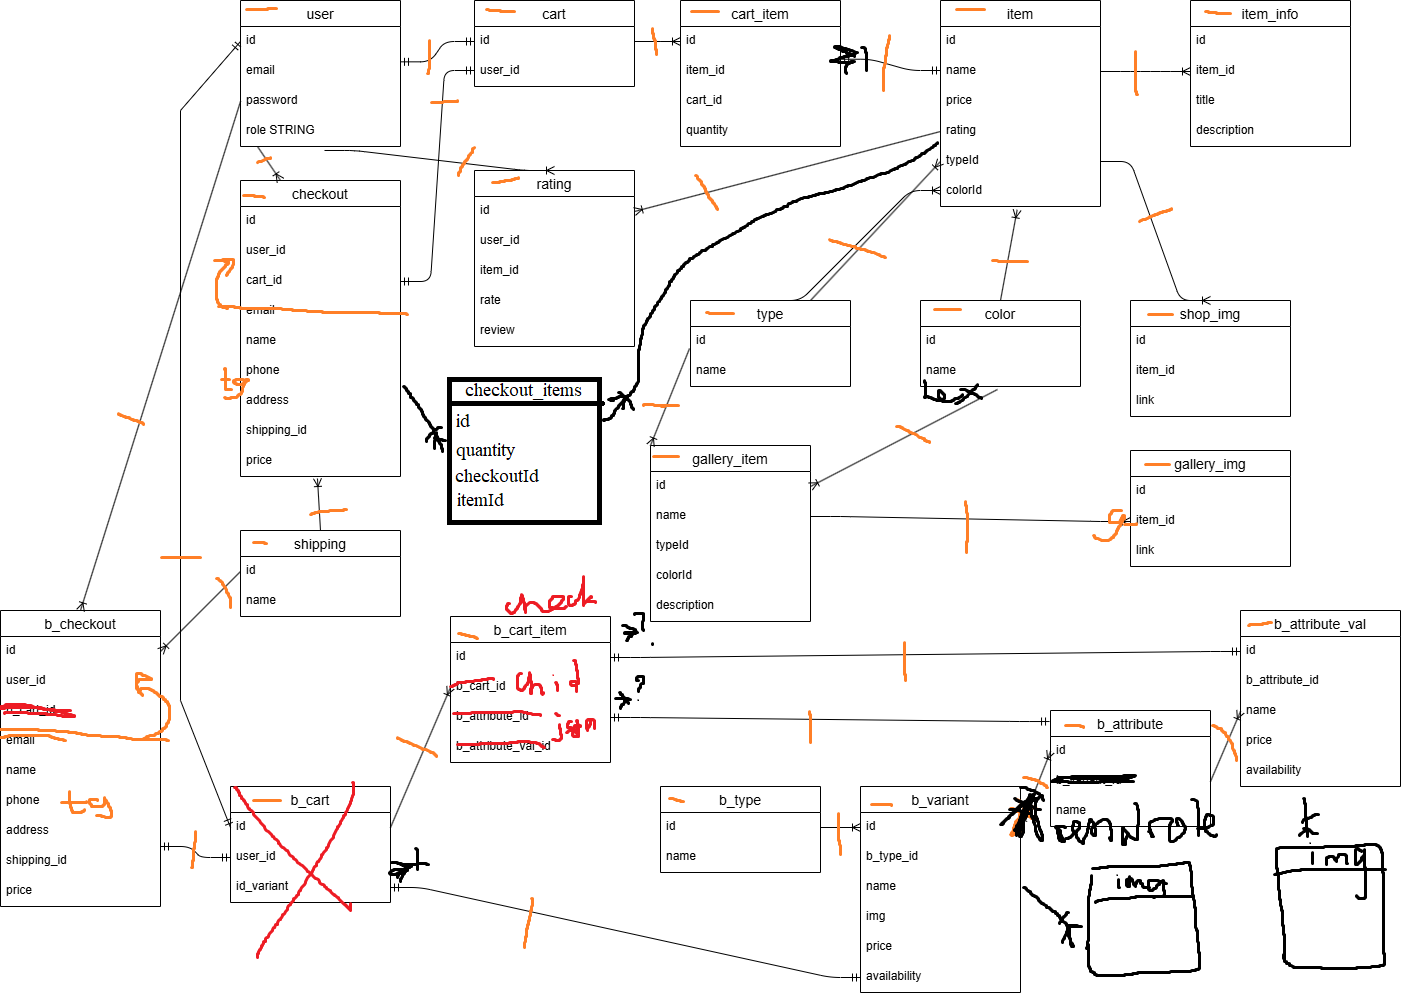 user
id
email
password
role STRING
cart
id
user_id
cart_item
id
item_id
cart_id
quantity
?
item
id
name
price
rating
typeId
colorId
item_info
id
item_id
title
description
checkout
id
user_id
cart_id
email
name
phone
tg
address
shipping_id
price
rating
id
user_id
item_id
rate
review
checkout_items
id
quantity
checkoutId
itemId
type
id
name
color
id
name
hex
shop_img
id
item_id
link
gallery_item
id
name
typeId
colorId
description
gallery_img
id
g
item_id
link
shipping
id
name
b_checkout
id
user_id
b_cart_id
email
name
phone
tg
address
shipping_id
price
check
b_cart_item
id
b_cart_id
ch id
b_attribute_id
json
b_attribute_val_id
?
?
b_cart
id
user_id
id_variant
b_type
id
name
b_variant
id
b_type_id
name
img
price
availability
b_attribute
id
name
b_attribute_val
id
b_attribute_id
name
price
availability
img
img